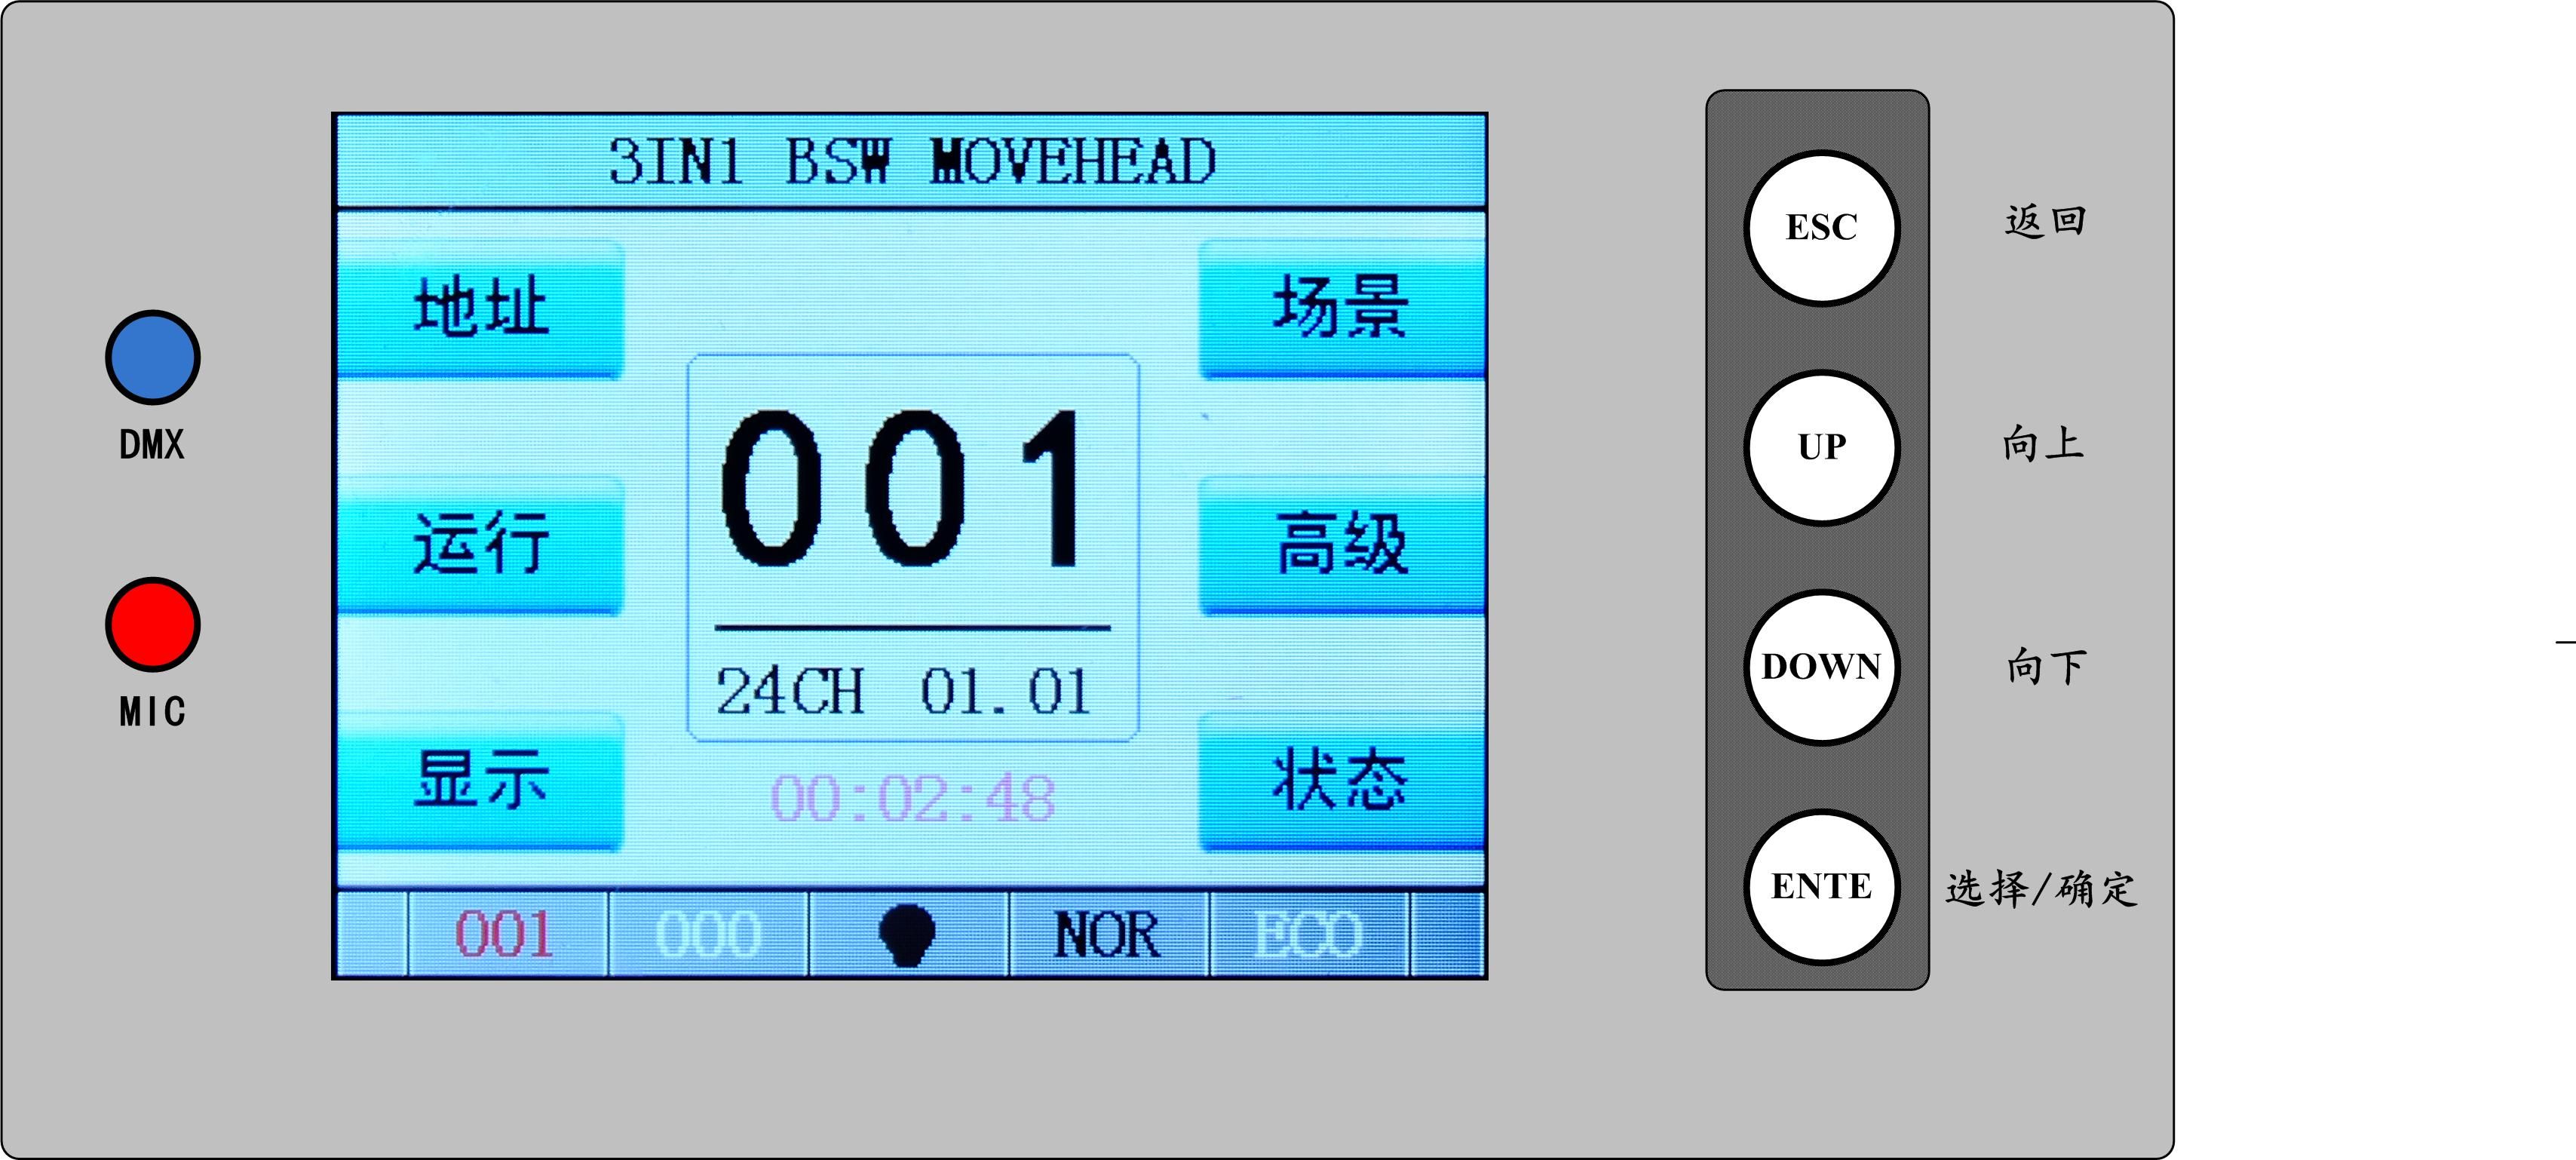 3IN1 BSW MOVEHEAD
地址
场景
001
运行
高级
24CH 01.01
显示
状态
00:02:48
001 000 NOR ECO
DMX
MIC
ESC 返回
UP 向上
DOWN 向下
ENTE 选择/确定